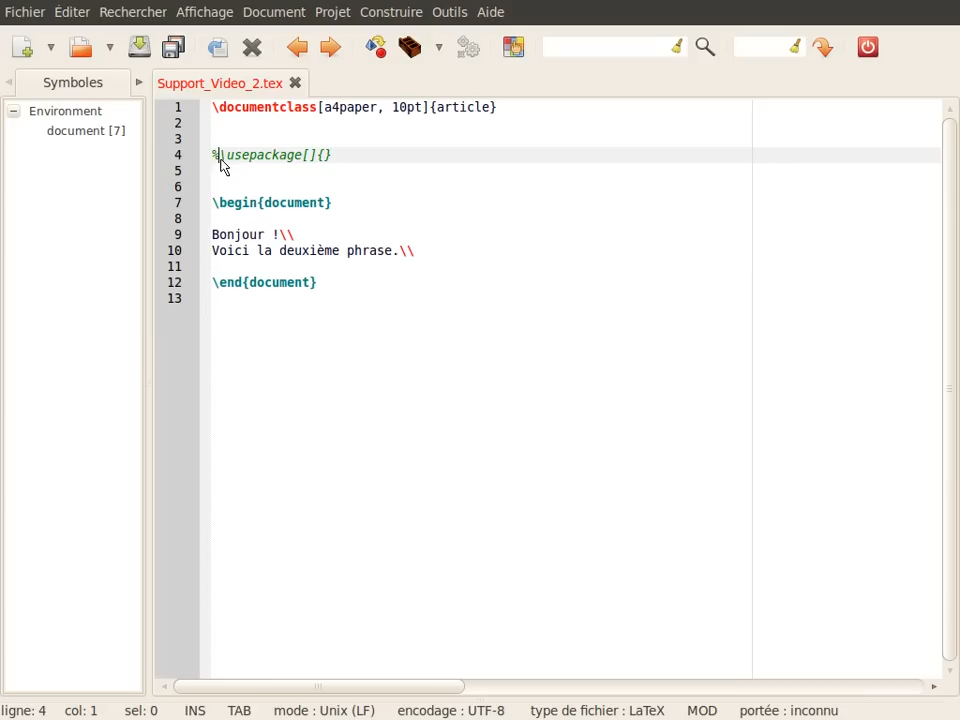 Fichier Éditer Rechercher Affichage Document Projet Construire Outils Aide
Symboles
Support_Video_2.tex
Environment
document [7]
1 \documentclass[a4paper, 10pt]{article}
2
3
4 %\usepackage[]{}
5
6
7 \begin{document}
8
9 Bonjour !\\
10 Voici la deuxième phrase.\\
11
12 \end{document}
13
ligne: 4 col: 1 sel: 0 INS TAB mode : Unix (LF) encodage : UTF-8 type de fichier : LaTeX MOD portée : inconnu